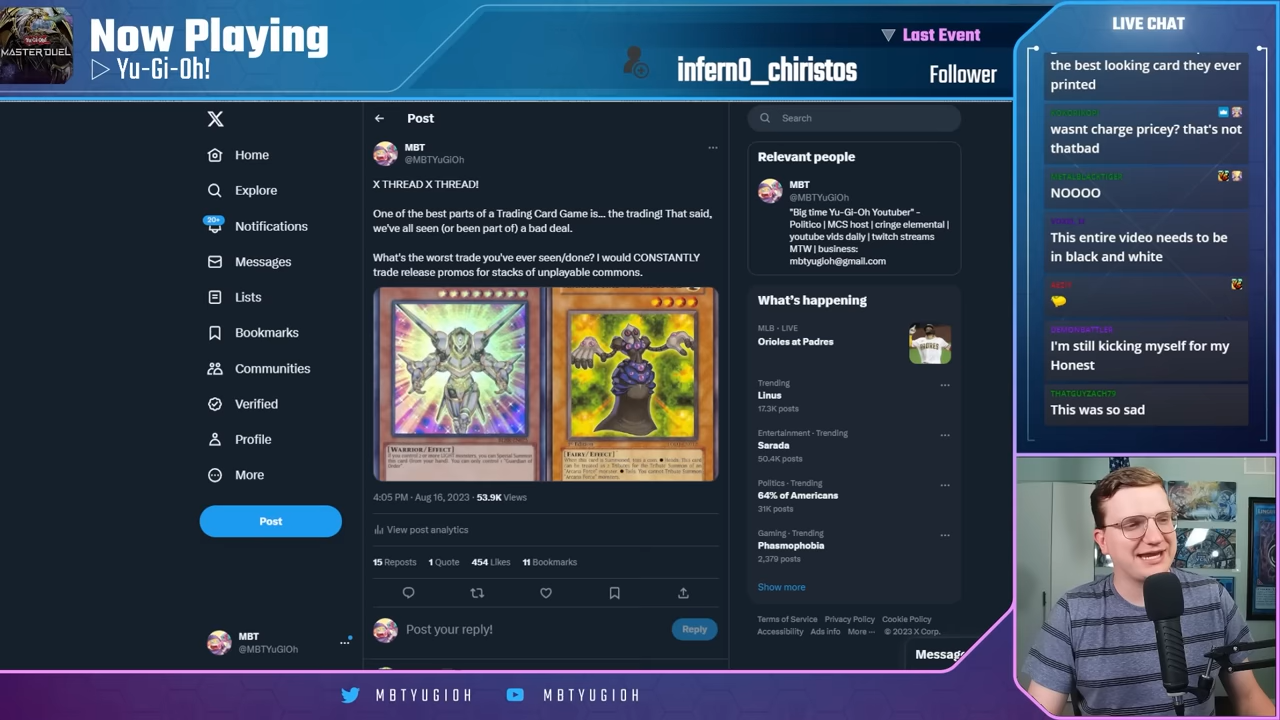 Yu-Gi-Oh!
MASTER DUEL
Now Playing
Yu-Gi-Oh!
Last Event
infern0_chiristos
Follower
X
Home
Explore
20+
Notifications
Messages
Lists
Bookmarks
Communities
Verified
Profile
More
Post
MBT
@MBTYuGiOh
Post
MBT
@MBTYuGiOh
X THREAD X THREAD!
One of the best parts of a Trading Card Game is... the trading! That said,
we've all seen (or been part of) a bad deal.
What's the worst trade you've ever seen/done? I would CONSTANTLY
trade release promos for stacks of unplayable commons.
[WARRIOR/EFFECT]
[FAIRY/EFFECT]
4:05 PM · Aug 16, 2023 · 53.9K Views
View post analytics
15 Reposts 1 Quote 454 Likes 11 Bookmarks
Post your reply!
Reply
Search
Relevant people
MBT
@MBTYuGiOh
"Big time Yu-Gi-Oh Youtuber" -
Politico | MCS host | cringe elemental |
youtube vids daily | twitch streams
MTW | business:
mbtyugioh@gmail.com
What's happening
MLB · LIVE
Orioles at Padres
Trending
Linus
17.3K posts
Entertainment · Trending
Sarada
50.4K posts
Politics · Trending
64% of Americans
31K posts
Gaming · Trending
Phasmophobia
2,379 posts
Show more
Terms of Service Privacy Policy Cookie Policy
Accessibility Ads info More ··· © 2023 X Corp.
Messag
LIVE CHAT
the best looking card they ever
printed
wasnt charge pricey? that's not
thatbad
NOOOO
This entire video needs to be
in black and white
I'm still kicking myself for my
Honest
THATGUYZACH79
This was so sad
MBTYUGIOH
MBTYUGIOH